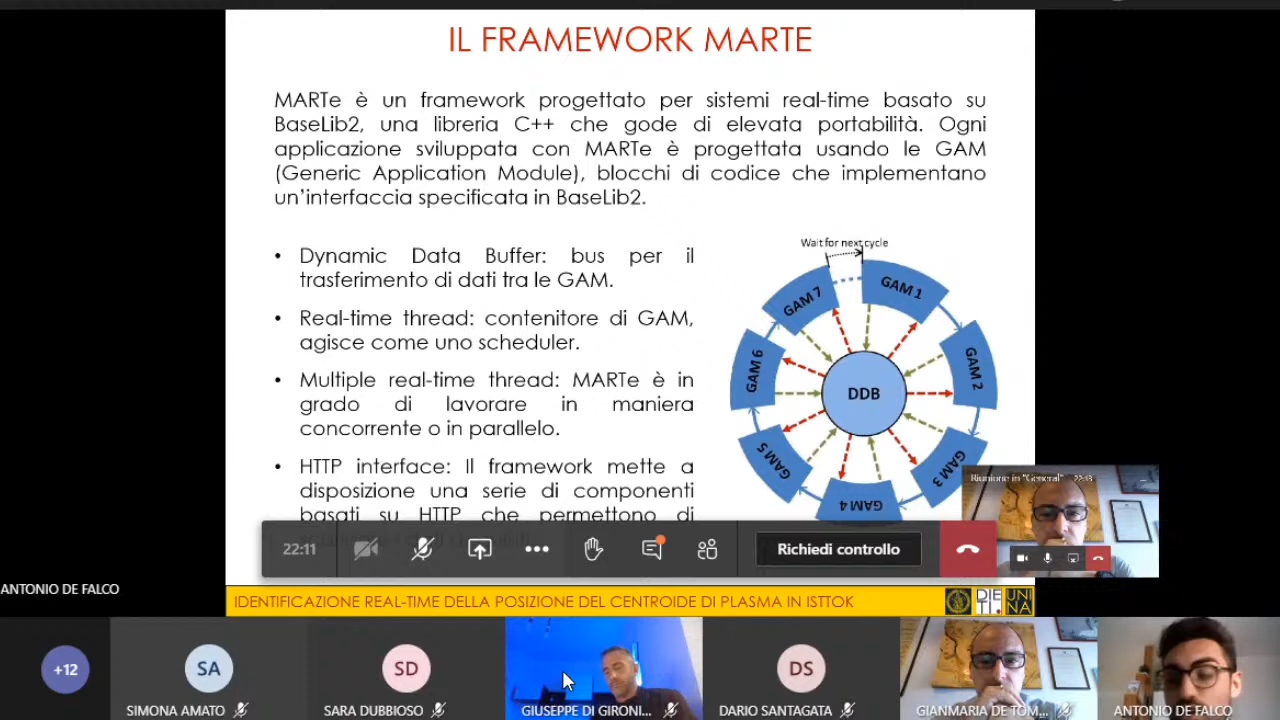 IL FRAMEWORK MARTE
MARTe è un framework progettato per sistemi real-time basato su
BaseLib2, una libreria C++ che gode di elevata portabilità. Ogni
applicazione sviluppata con MARTe è progettata usando le GAM
(Generic Application Module), blocchi di codice che implementano
un'interfaccia specificata in BaseLib2.
• Dynamic Data Buffer: bus per il
trasferimento di dati tra le GAM.
• Real-time thread: contenitore di GAM,
agisce come uno scheduler.
• Multiple real-time thread: MARTe è in
grado di lavorare in maniera
concorrente o in parallelo.
• HTTP interface: Il framework mette a
disposizione una serie di componenti
basati su HTTP che permettono di
Wait for next cycle
GAM 1
GAM 2
GAM 3
GAM 4
GAM 5
GAM 6
GAM 7
DDB
Riunione in "General"
22:11
Richiedi controllo
ANTONIO DE FALCO
IDENTIFICAZIONE REAL-TIME DELLA POSIZIONE DEL CENTROIDE DI PLASMA IN ISTTOK
DIE
TI.
UNI
NA
+12
SA
SIMONA AMATO
SD
SARA DUBBIOSO
GIUSEPPE DI GIRONI...
DS
DARIO SANTAGATA
GIANMARIA DE TOM...
ANTONIO DE FALCO